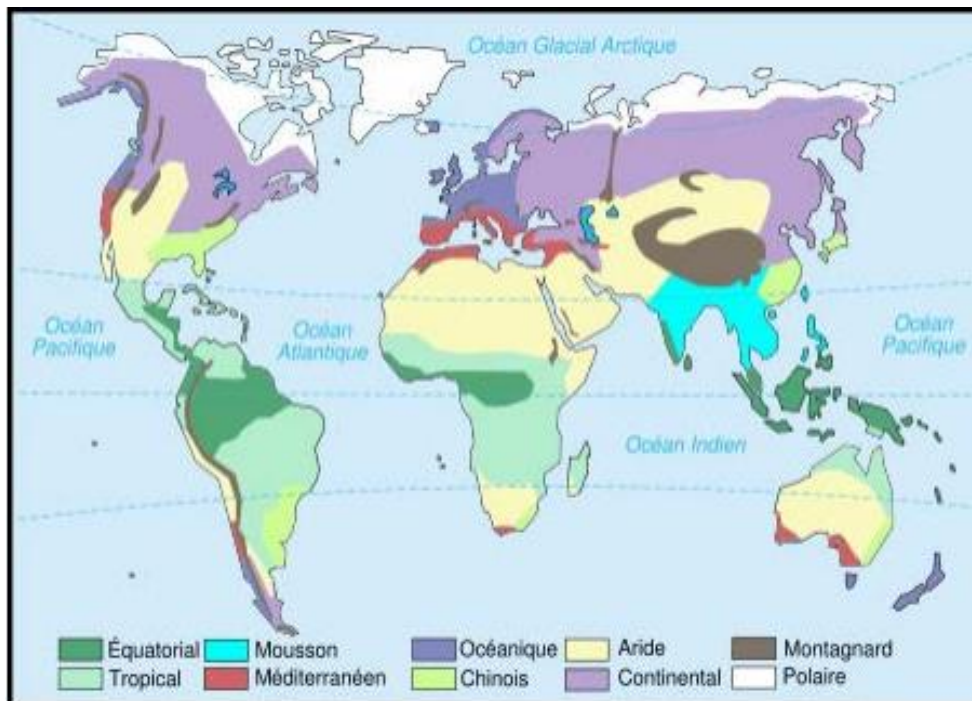 Océan Glacial Arctique
Océan
Pacifique
Océan
Atlantique
Océan
Pacifique
Océan Indien
Équatorial
Mousson
Océanique
Aride
Montagnard
Tropical
Méditerranéen
Chinois
Continental
Polaire